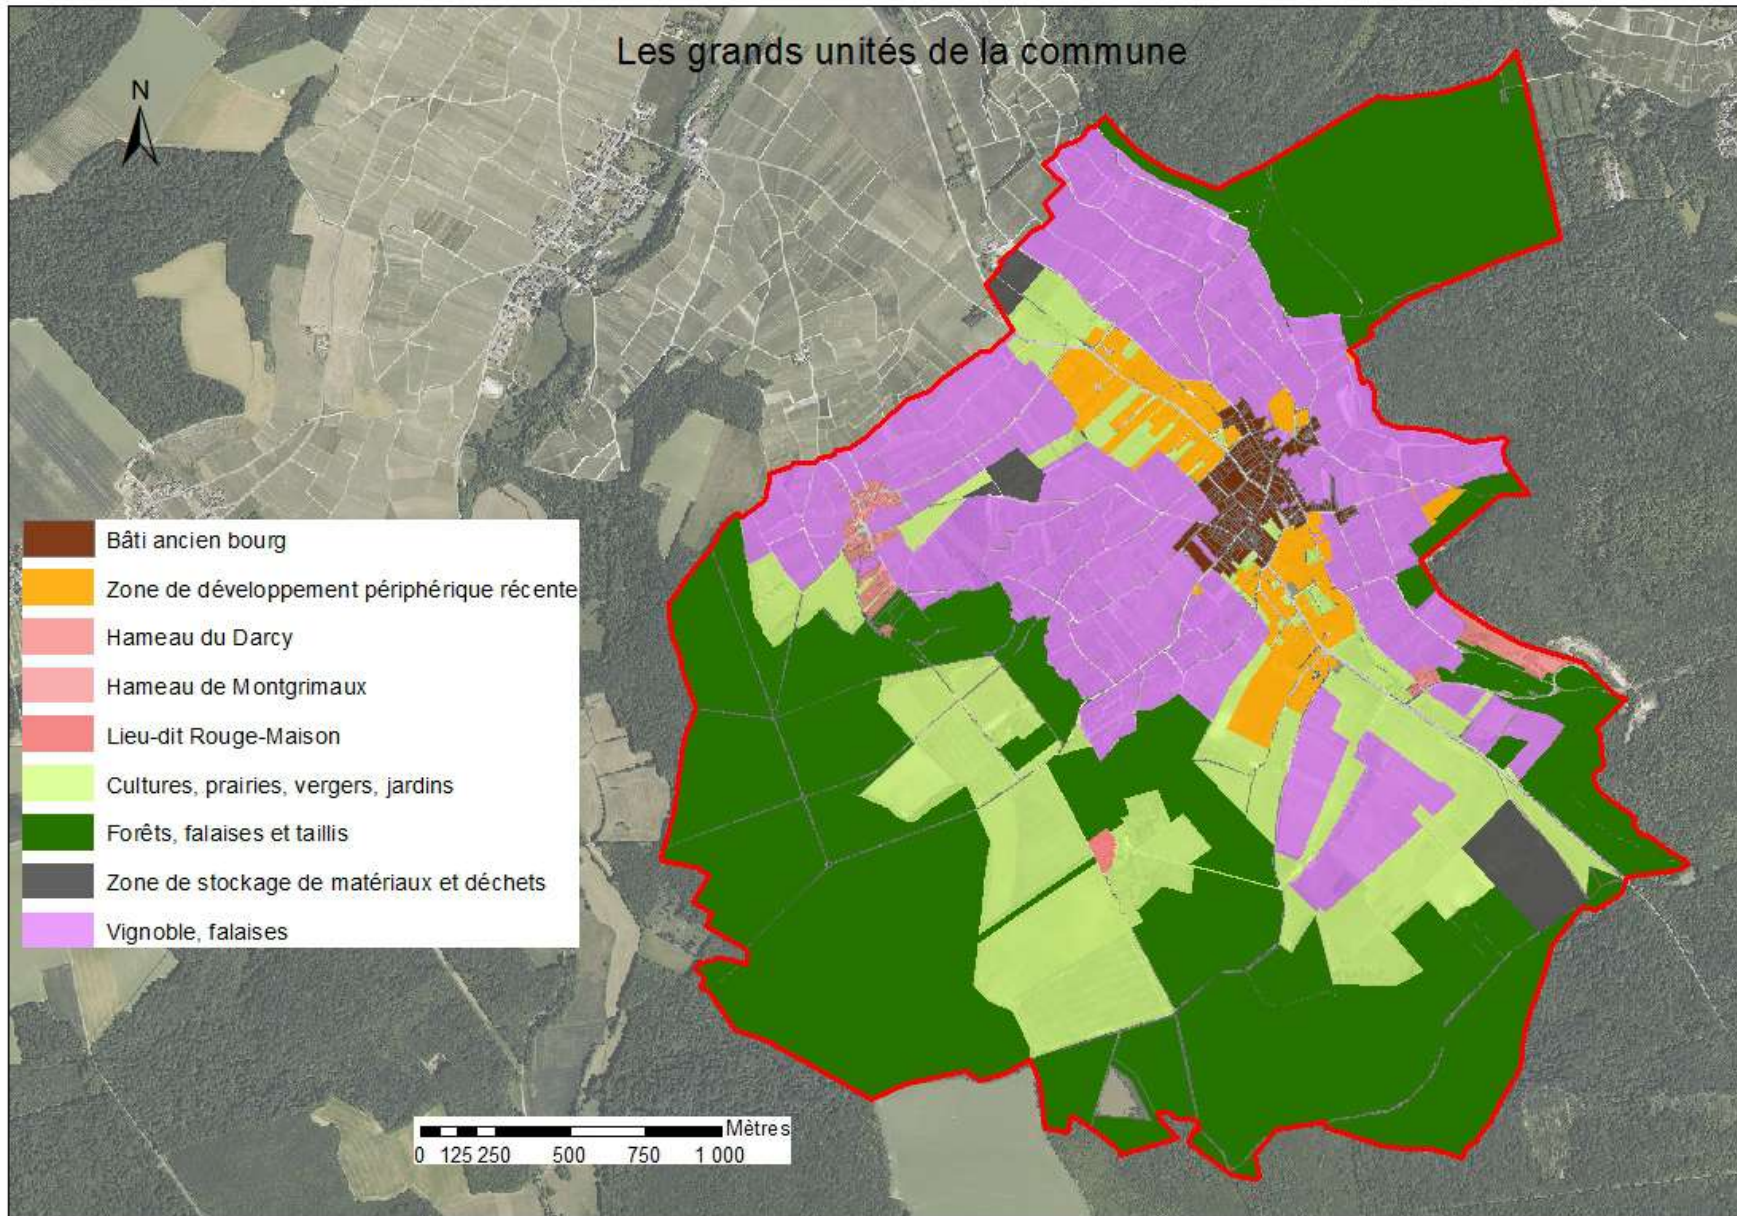 Les grands unités de la commune
N
Bâti ancien bourg
Zone de développement périphérique récente
Hameau du Darcy
Hameau de Montgrimaux
Lieu-dit Rouge-Maison
Cultures, prairies, vergers, jardins
Forêts, falaises et taillis
Zone de stockage de matériaux et déchets
Vignoble, falaises
Mètres
0 125 250 500 750 1 000